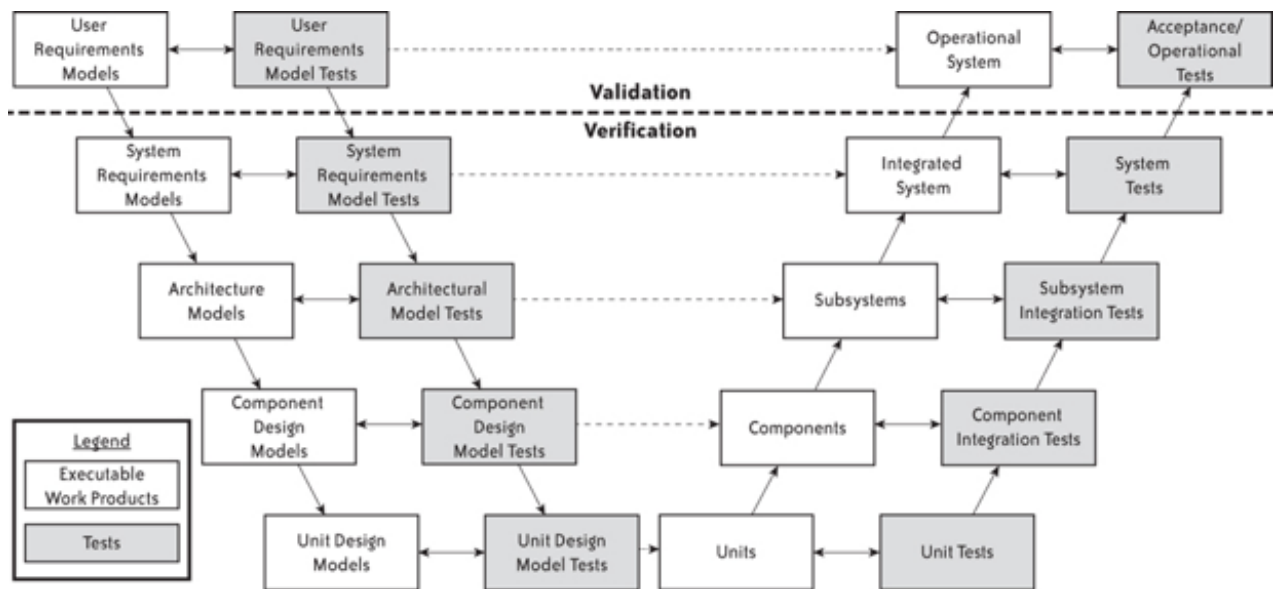 User
Requirements
Models
User
Requirements
Model Tests
Operational
System
Acceptance/
Operational
Tests
Validation
Verification
System
Requirements
Models
System
Requirements
Model Tests
Integrated
System
System
Tests
Architecture
Models
Architectural
Model Tests
Subsystems
Subsystem
Integration Tests
Component
Design
Models
Component
Design
Model Tests
Components
Component
Integration Tests
Legend
Executable
Work Products
Tests
Unit Design
Models
Unit Design
Model Tests
Units
Unit Tests